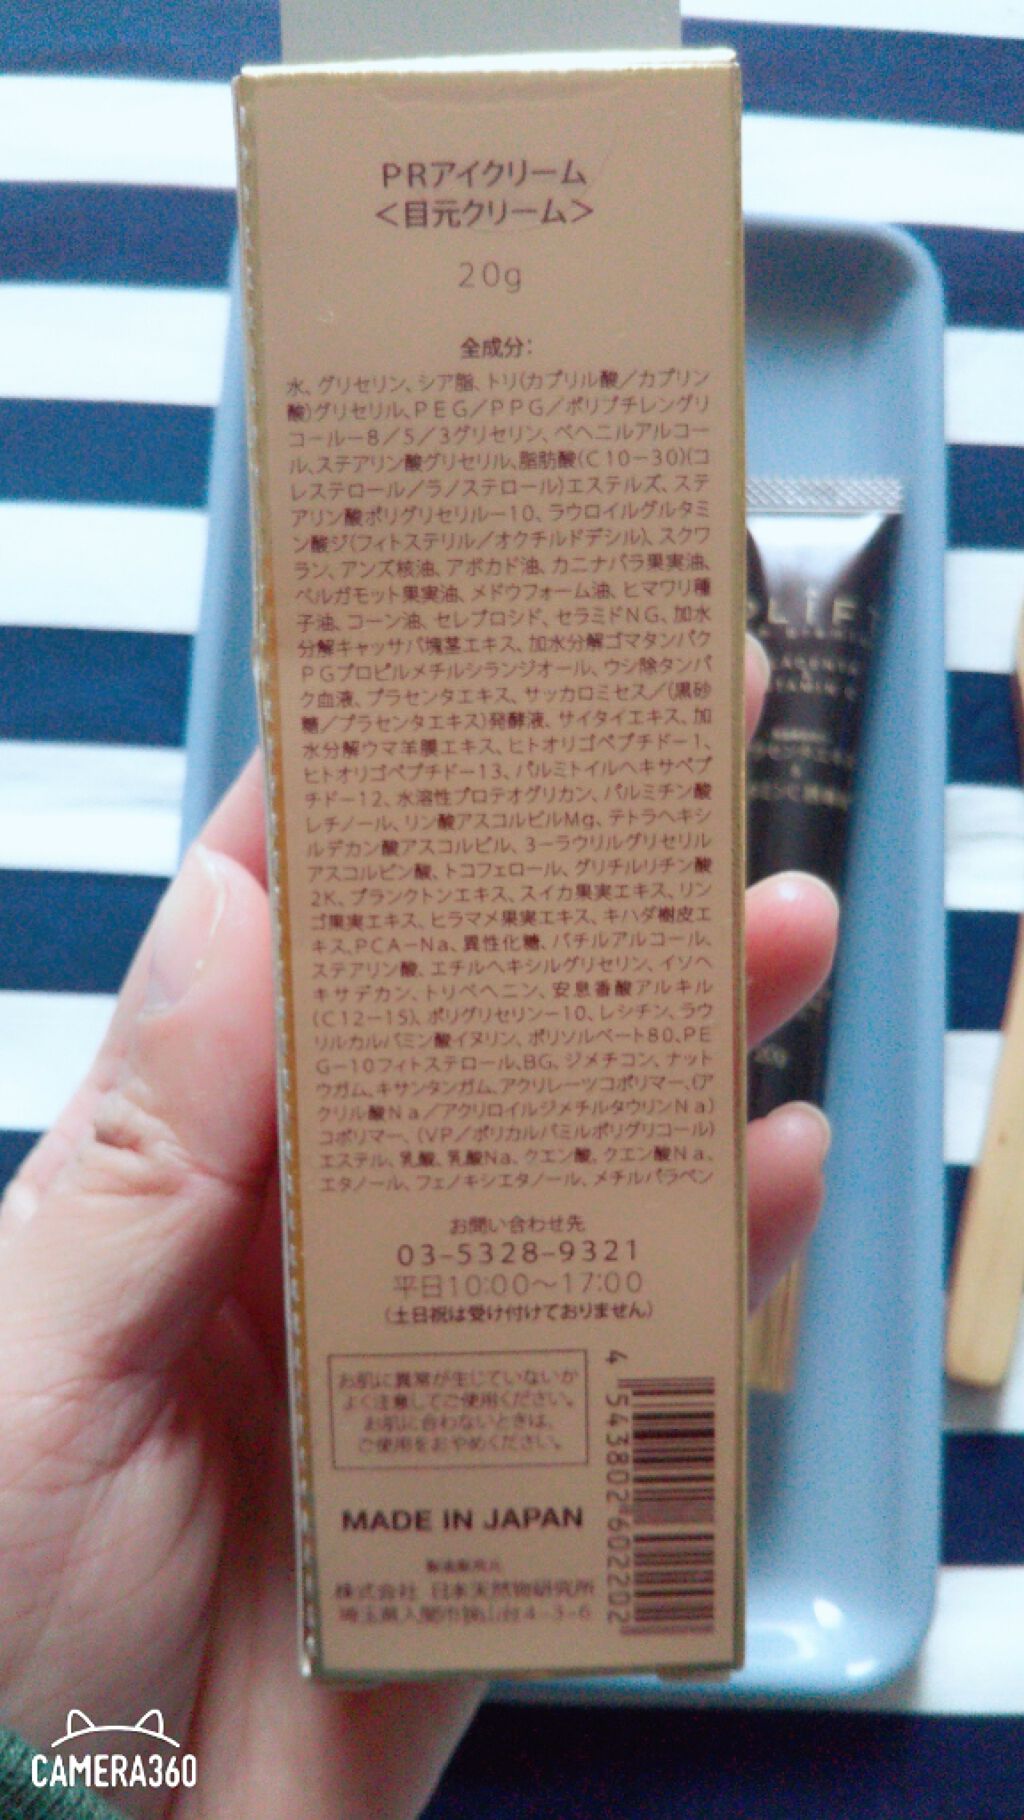 PRアイクリーム
＜目元クリーム＞
20g
全成分：
水、グリセリン、シア脂、トリ(カプリル酸／カプリン
酸)グリセリル、PEG／PPG／ポリブチレングリ
コールー8／5／3グリセリン、ベヘニルアルコー
ル、ステアリン酸グリセリル、脂肪酸(C10－30)(コ
レステロール／ラノステロール)エステルズ、ステ
アリン酸ポリグリセリルー10、ラウロイルグルタミ
ン酸ジ(フィトステリル／オクチルドデシル)、スクワ
ラン、アンズ核油、アボカド油、カニナバラ果実油、
ベルガモット果実油、メドウフォーム油、ヒマワリ種
子油、コーン油、セレブロシド、セラミドNG、加水
分解キャッサバ塊茎エキス、加水分解ゴマタンパク
PGプロピルメチルシランジオール、ウシ除タンパ
ク血液、プラセンタエキス、サッカロミセス／(黒砂
糖／プラセンタエキス)発酵液、サイタイエキス、加
水分解ウマ羊膜エキス、ヒトオリゴペプチドー1、
ヒトオリゴペプチドー13、パルミトイルヘキサペプ
チドー12、水溶性プロテオグリカン、パルミチン酸
レチノール、リン酸アスコルビルMg、テトラヘキシ
ルデカン酸アスコルビル、3－ラウリルグリセリル
アスコルビン酸、トコフェロール、グリチルリチン酸
2K、プランクトンエキス、スイカ果実エキス、リン
ゴ果実エキス、ヒラマメ果実エキス、キハダ樹皮エ
キス、PCA－Na、異性化糖、バチルアルコール、
ステアリン酸、エチルヘキシルグリセリン、イソヘ
キサデカン、トリベヘニン、安息香酸アルキル
(C12－15)、ポリグリセリン－10、レシチン、ラウ
リルカルバミン酸イヌリン、ポリソルベート80、PE
G－10フィトステロール、BG、ジメチコン、ナット
ウガム、キサンタンガム、アクリレーツコポリマー、(ア
クリル酸Na／アクリロイルジメチルタウリンNa)
コポリマー、(VP／ポリカルバミルポリグリコール)
エステル、乳酸、乳酸Na、クエン酸、クエン酸Na、
エタノール、フェノキシエタノール、メチルパラベン
お問い合わせ先
03-5328-9321
平日10:00～17:00
(土日祝は受け付けておりません)
お肌に異常が生じていないか
よく注意してご使用ください。
お肌に合わないときは、
ご使用をおやめください。
4 543802 602202
MADE IN JAPAN
製造販売元
株式会社 日本天然物研究所
埼玉県入間市狭山台4-3-6
CAMERA360